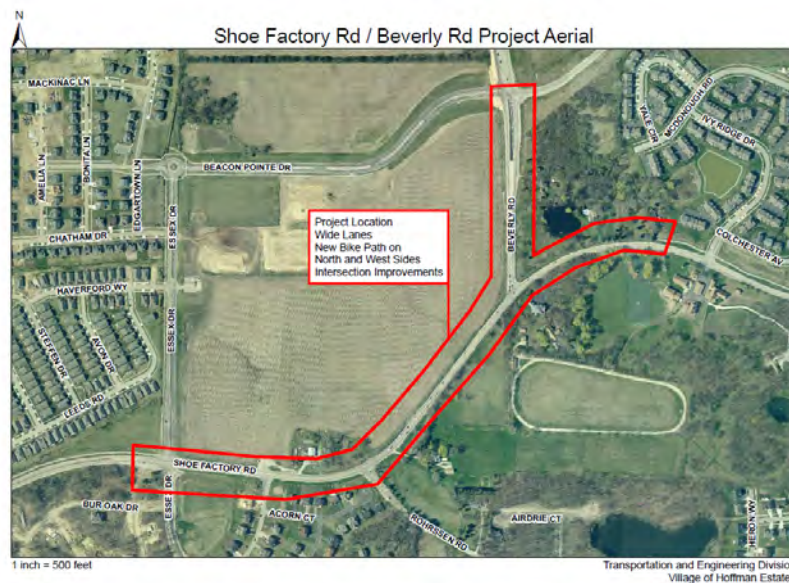 N
Shoe Factory Rd / Beverly Rd Project Aerial
MACKINAC LN
AMELIA LN
BONITA LN
EDGARTOWN LN
BEACON POINTE DR
CHATHAM DR
ESSEX DR
HAVERFORD WY
ESSEX DR
STEFFEN DR
AVON DR
LEEDS RD
Project Location
Wide Lanes
New Bike Path on
North and West Sides
Intersection Improvements
BEVERLY RD
YALE CIR
MCDONOUGH RD
IVY RIDGE DR
COLCHESTER AV
SHOE FACTORY RD
BUR OAK DR
ESSEX DR
ACORN CT
ROHRSSEN RD
AIRDRIE CT
HERON WY
1 inch = 500 feet
Transportation and Engineering Divisio
Village of Hoffman Estate